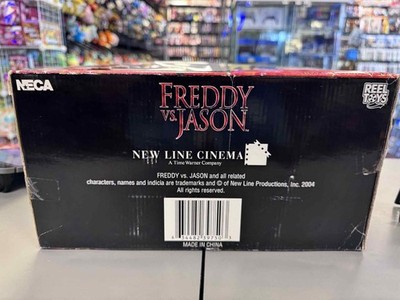 NECA
REEL
TOYS
FREDDY
VS.
JASON
NEW LINE CINEMA
A Time Warner Company
FREDDY vs. JASON and all related
characters, names and indicia are trademarks and © of New Line Productions, Inc. 2004
All rights reserved.
MADE IN CHINA